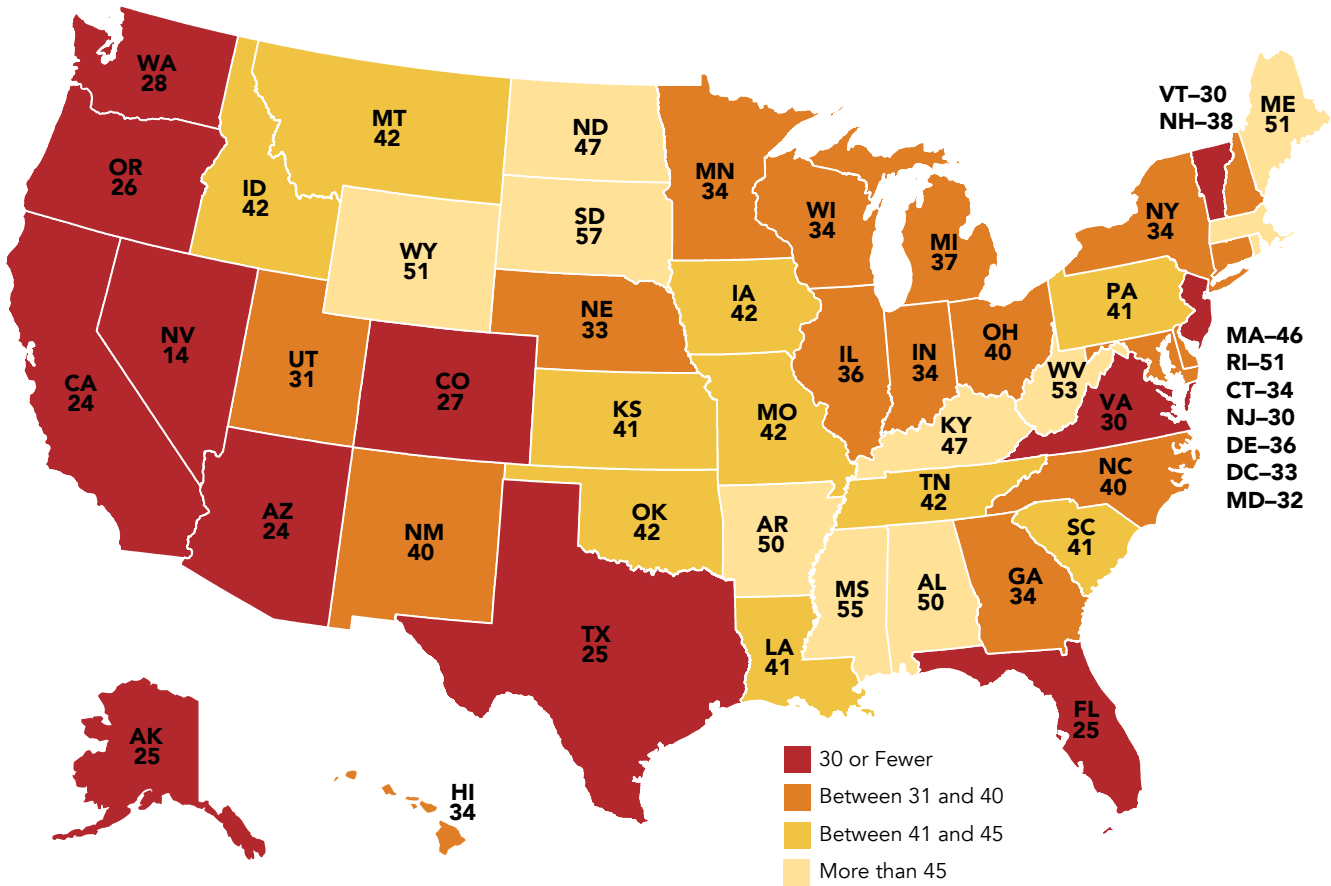 WA
28
OR
26
CA
24
NV
14
ID
42
MT
42
WY
51
UT
31
CO
27
AZ
24
NM
40
ND
47
SD
57
NE
33
KS
41
OK
42
TX
25
MN
34
IA
42
MO
42
AR
50
LA
41
WI
34
IL
36
MI
37
IN
34
OH
40
KY
47
TN
42
MS
55
AL
50
GA
34
FL
25
SC
41
NC
40
VA
30
WV
53
PA
41
NY
34
VT–30
NH–38
ME
51
MA–46
RI–51
CT–34
NJ–30
DE–36
DC–33
MD–32
AK
25
HI
34
30 or Fewer
Between 31 and 40
Between 41 and 45
More than 45